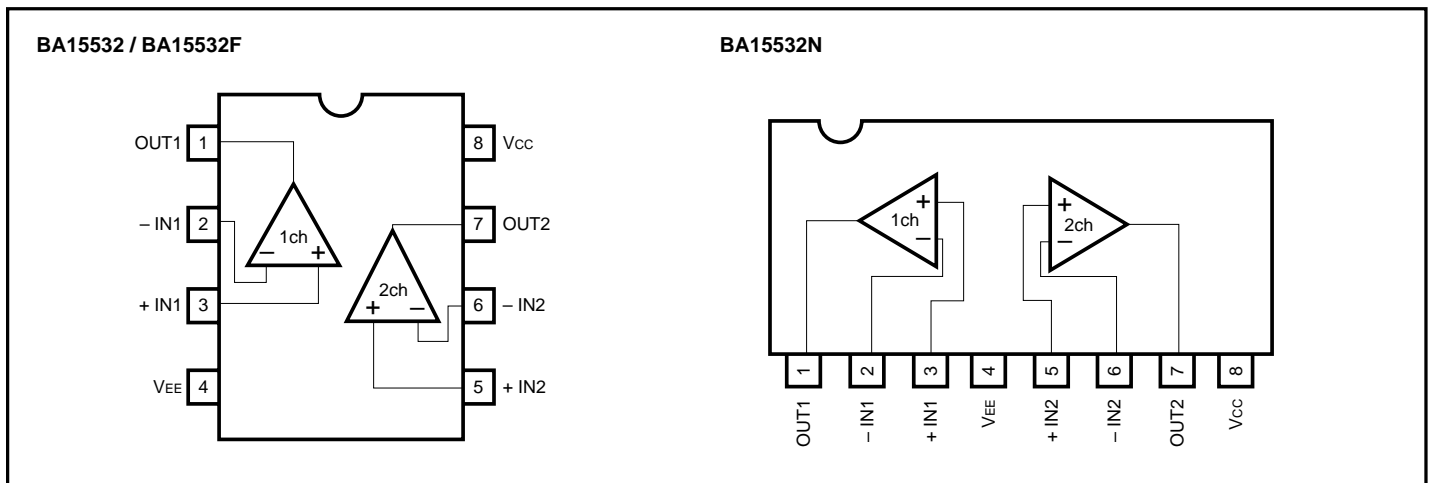 BA15532 / BA15532F
OUT1 1
8 VCC
– IN1 2
7 OUT2
1ch
– +
+ IN1 3
2ch
+ –
6 – IN2
VEE 4
5 + IN2
BA15532N
+
1ch
–
+
2ch
–
1 2 3 4 5 6 7 8
OUT1
– IN1
+ IN1
VEE
+ IN2
– IN2
OUT2
VCC